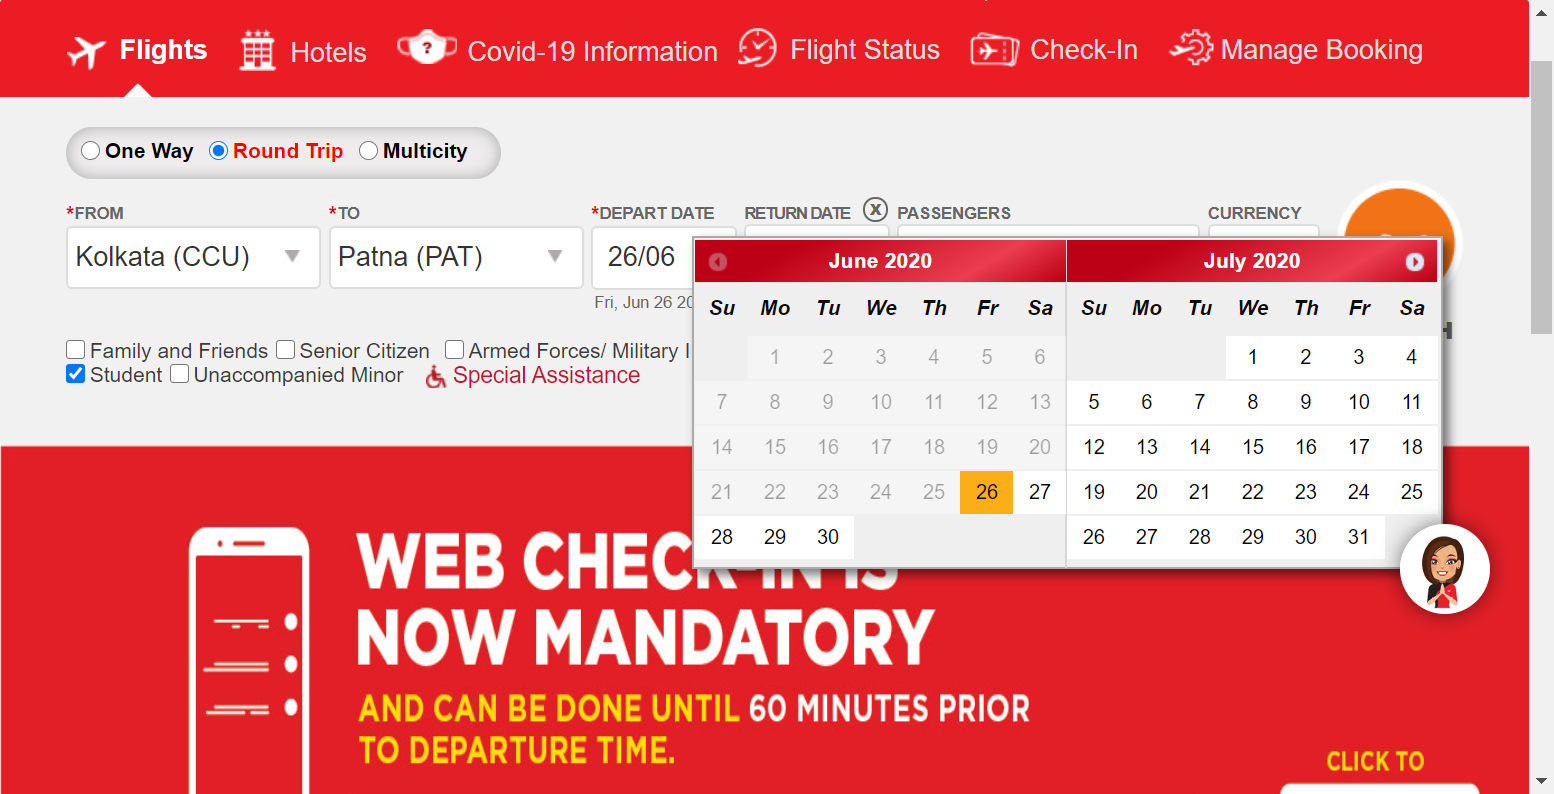 Flights Hotels ? Covid-19 Information Flight Status Check-In Manage Booking
One Way Round Trip Multicity
*FROM *TO *DEPART DATE RETURN DATE X PASSENGERS CURRENCY
Kolkata (CCU) Patna (PAT) 26/06
Fri, Jun 26 20
Family and Friends Senior Citizen Armed Forces/ Military
Student Unaccompanied Minor Special Assistance
June 2020 July 2020
Su Mo Tu We Th Fr Sa Su Mo Tu We Th Fr Sa
1 2 3 4 5 6 1 2 3 4
7 8 9 10 11 12 13 5 6 7 8 9 10 11
14 15 16 17 18 19 20 12 13 14 15 16 17 18
21 22 23 24 25 26 27 19 20 21 22 23 24 25
28 29 30 26 27 28 29 30 31
WEB CHECK-IN IS
NOW MANDATORY
AND CAN BE DONE UNTIL 60 MINUTES PRIOR
TO DEPARTURE TIME.
CLICK TO